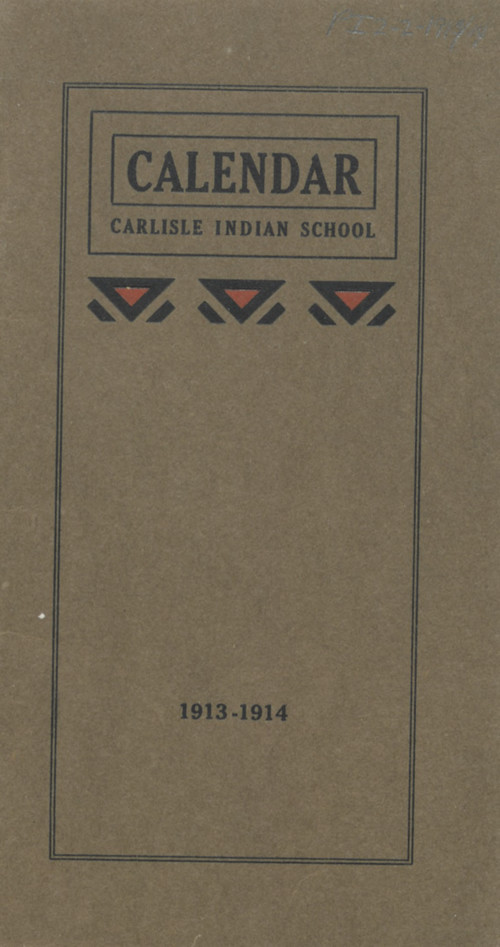 CALENDAR
CARLISLE INDIAN SCHOOL
1913-1914